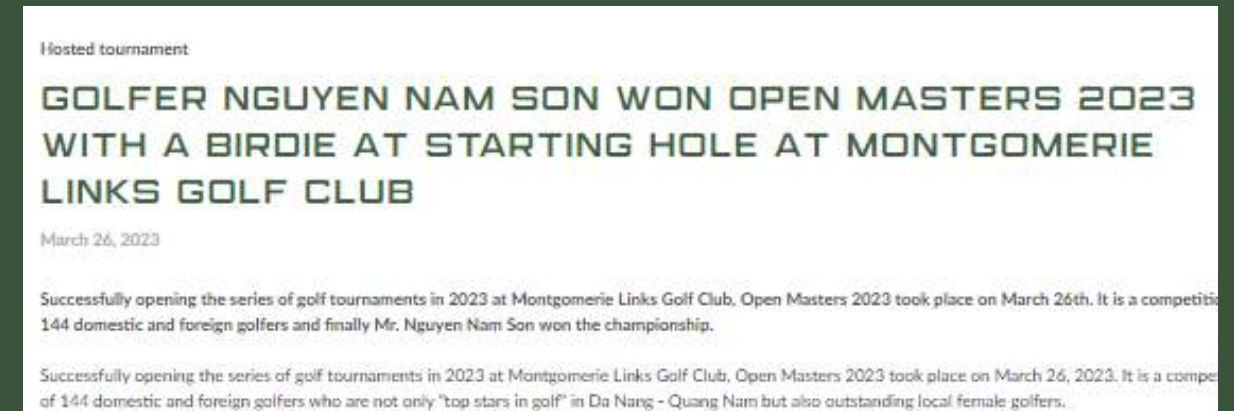 Hosted tournament
GOLFER NGUYEN NAM SON WON OPEN MASTERS 2023
WITH A BIRDIE AT STARTING HOLE AT MONTGOMERIE
LINKS GOLF CLUB
March 26, 2023
Successfully opening the series of golf tournaments in 2023 at Montgomerie Links Golf Club, Open Masters 2023 took place on March 26th. It is a
144 domestic and foreign golfers and finally Mr. Nguyen Nam Son won the championship.
Successfully opening the series of golf tournaments in 2023 at Montgomerie Links Golf Club, Open Masters 2023 took place on March 26, 2023. It is a
of 144 domestic and foreign golfers who are not only "top stars in golf" in Da Nang - Quang Nam but also outstanding local female golfers.